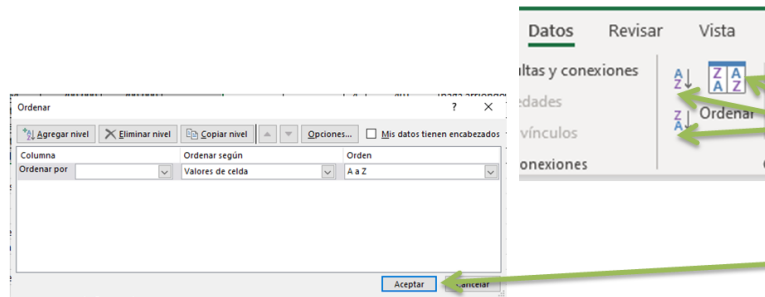 Datos Revisar Vista
ltas y conexiones
edades
vínculos
onexiones
A Z
Z A
Z A
A Z
Ordenar
Ordenar ? X
Agregar nivel Eliminar nivel Copiar nivel Opciones... Mis datos tienen encabezados
Columna Ordenar según Orden
Ordenar por Valores de celda A a Z
Aceptar Cancelar